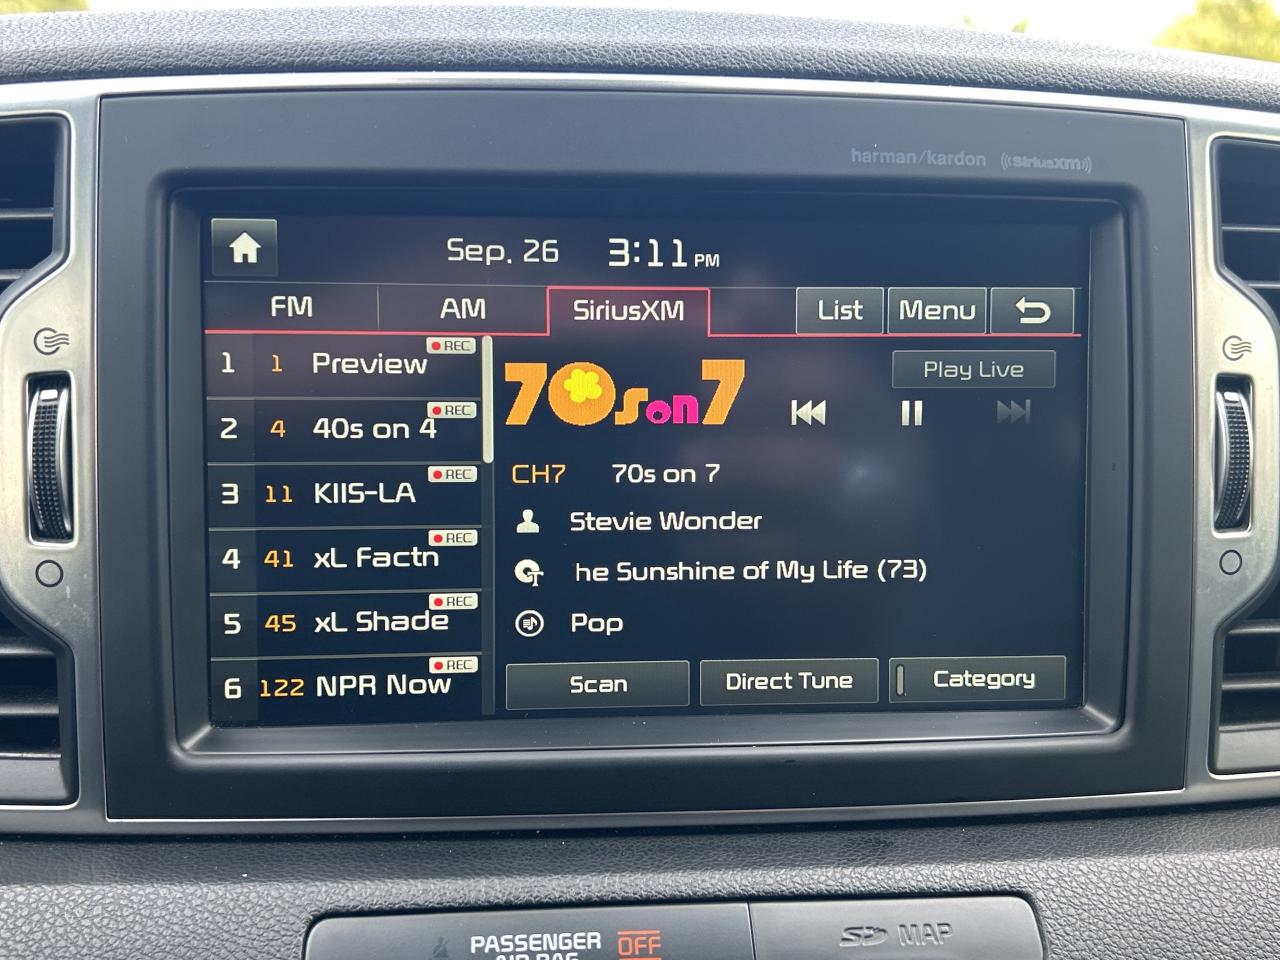 harman/kardon ((SiriusXM))
Sep. 26 3:11 PM
FM AM SiriusXM List Menu
1 1 Preview REC
2 4 40s on 4 REC
3 11 KIIS-LA REC
4 41 xL Factn REC
5 45 xL Shade REC
6 122 NPR Now REC
70s on 7
Play Live
CH7 70s on 7
Stevie Wonder
he Sunshine of My Life (73)
Pop
Scan Direct Tune Category
PASSENGER OFF
AIR BAG
SD MAP